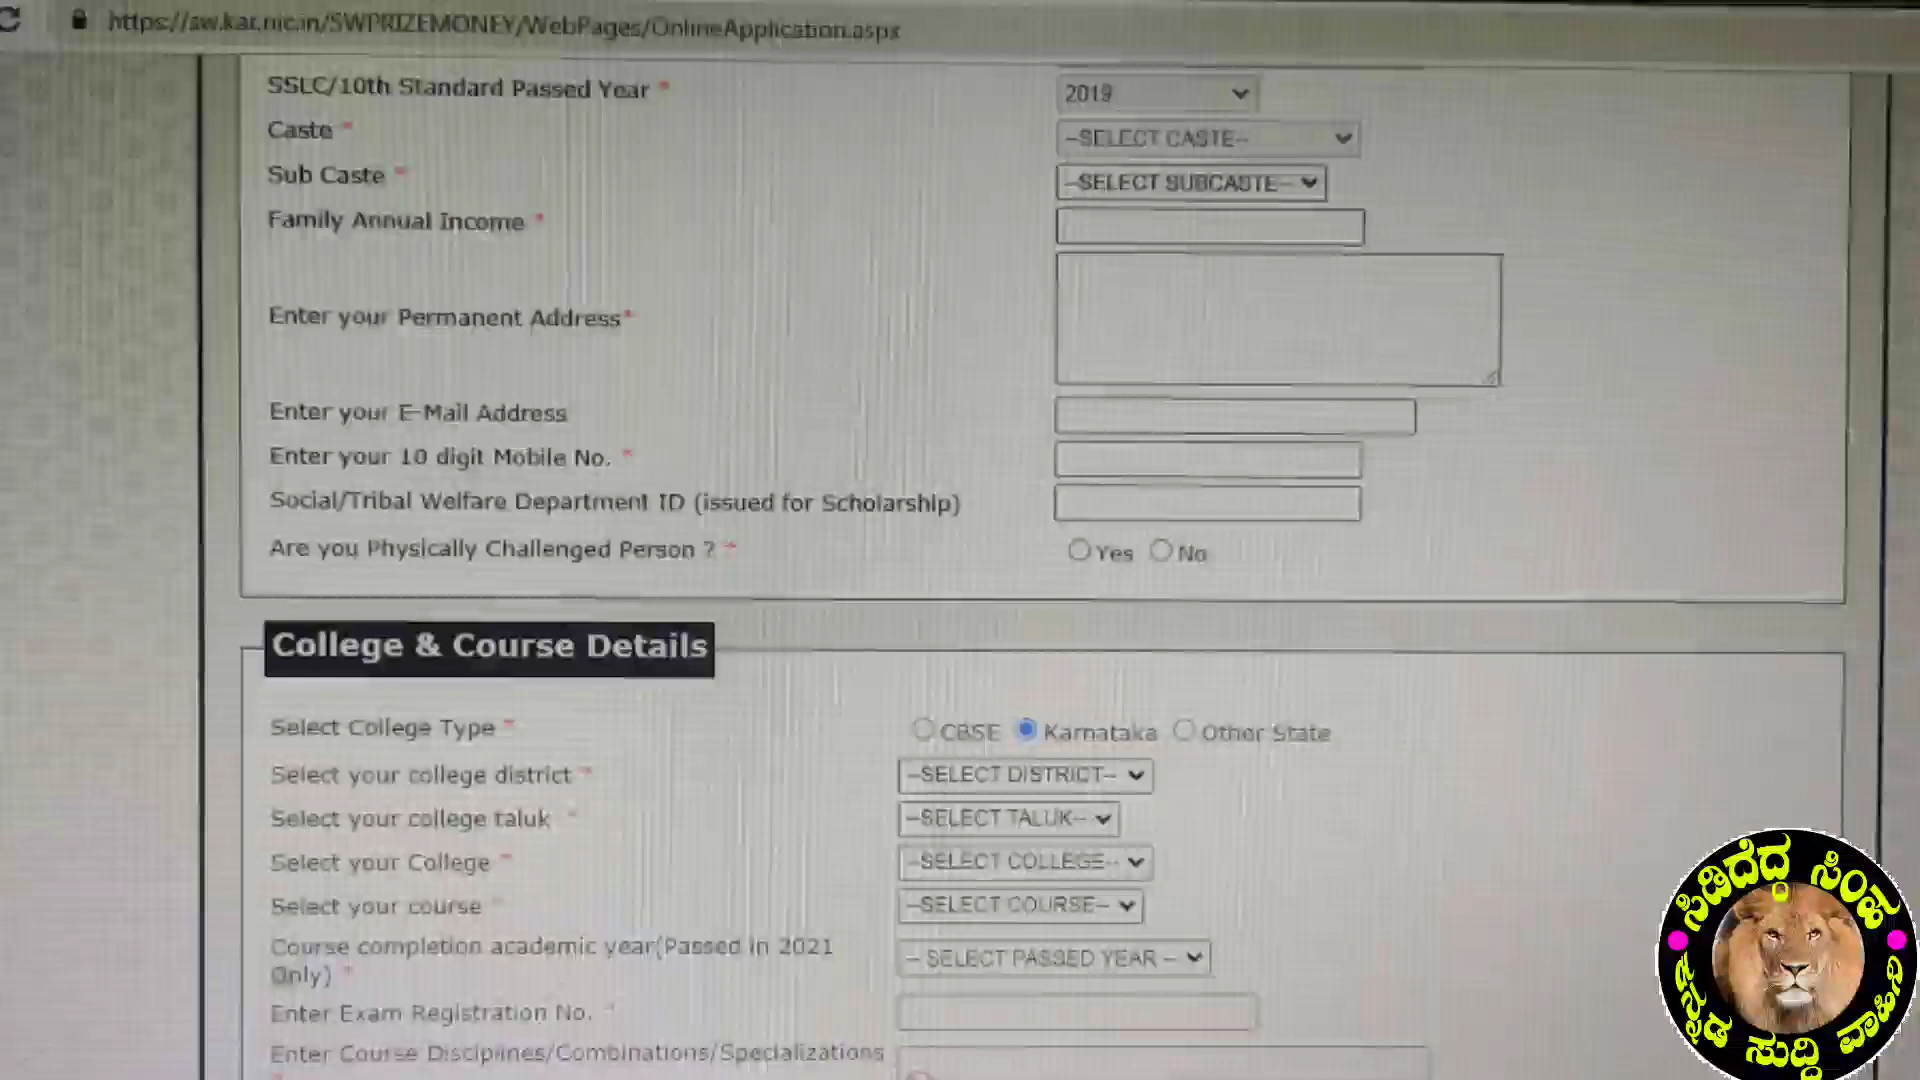 https://sw.kar.nic.in/SWPRIZEMONEY/WebPages/OnlineApplication.aspx
SSLC/10th Standard Passed Year * 2019
Caste * --SELECT CASTE--
Sub Caste * --SELECT SUBCASTE--
Family Annual Income *
Enter your Permanent Address*
Enter your E-Mail Address
Enter your 10 digit Mobile No. *
Social/Tribal Welfare Department ID (issued for Scholarship)
Are you Physically Challenged Person ? * Yes No
College & Course Details
Select College Type * CBSE Karnataka Other State
Select your college district * --SELECT DISTRICT--
Select your college taluk * --SELECT TALUK--
Select your College * --SELECT COLLEGE--
Select your course * --SELECT COURSE--
Course completion academic year(Passed in 2021 -- SELECT PASSED YEAR --
Only) *
Enter Exam Registration No. *
Enter Course Disciplines/Combinations/Specializations
*
ಸಿಡಿದೆದ್ದ ಸಿಂಹ
ಕನ್ನಡ ಸುದ್ದಿ ವಾಹಿನಿ